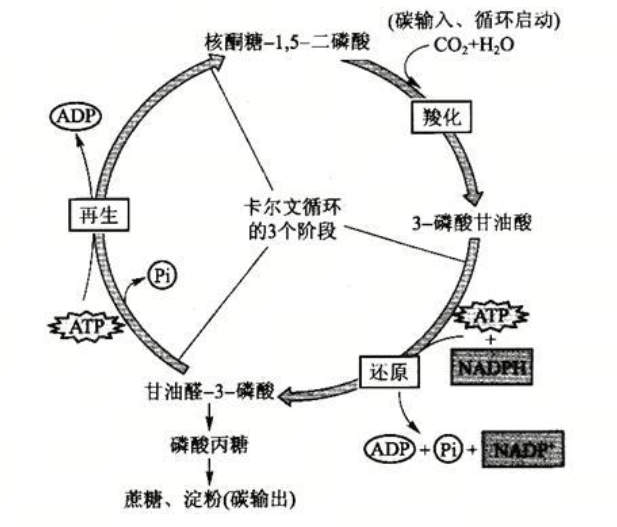 (碳输入、循环启动)
核酮糖-1,5-二磷酸
CO₂+H₂O
羧化
ADP
再生
卡尔文循环
的3个阶段
3-磷酸甘油酸
Pi
ATP
ATP
+
NADPH
还原
甘油醛-3-磷酸
ADP+Pi+NADP⁺
磷酸丙糖
蔗糖、淀粉(碳输出)